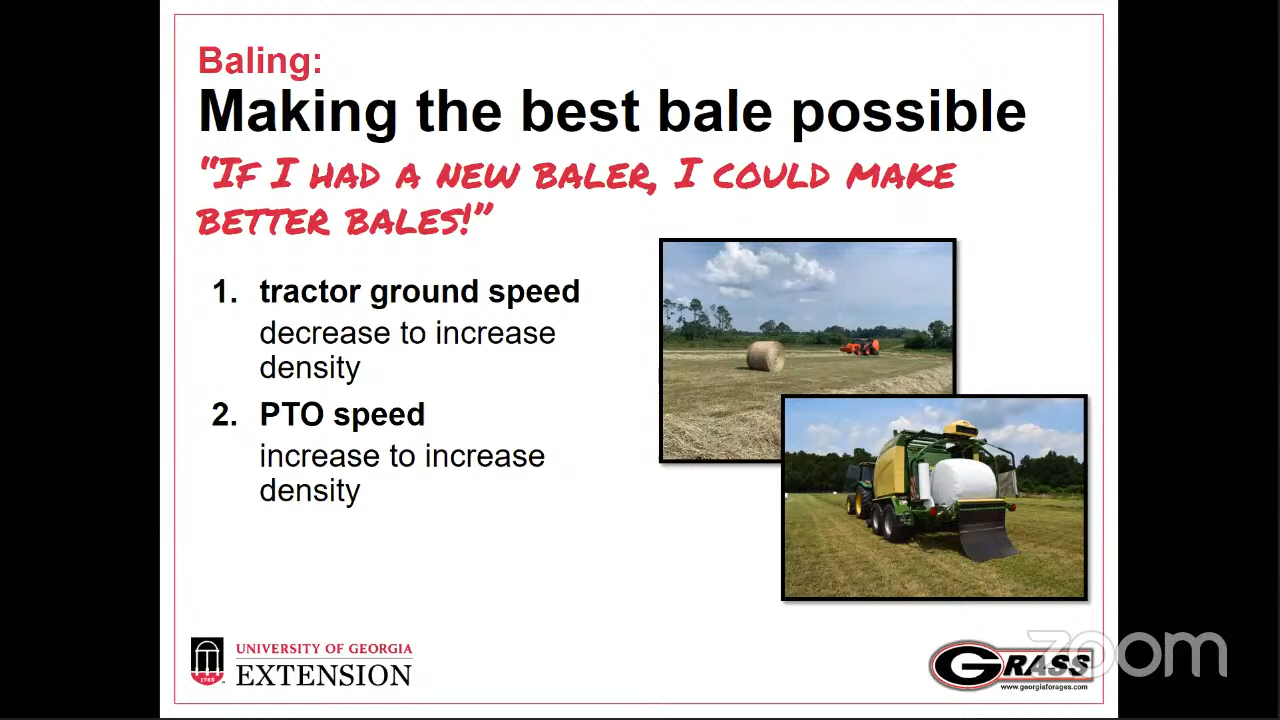 Baling:
Making the best bale possible
“If I had a new baler, I could make
better bales!”
1. tractor ground speed
decrease to increase
density
2. PTO speed
increase to increase
density
1785
UNIVERSITY OF GEORGIA
EXTENSION
GRASS
www.georgiaforages.com
zoom